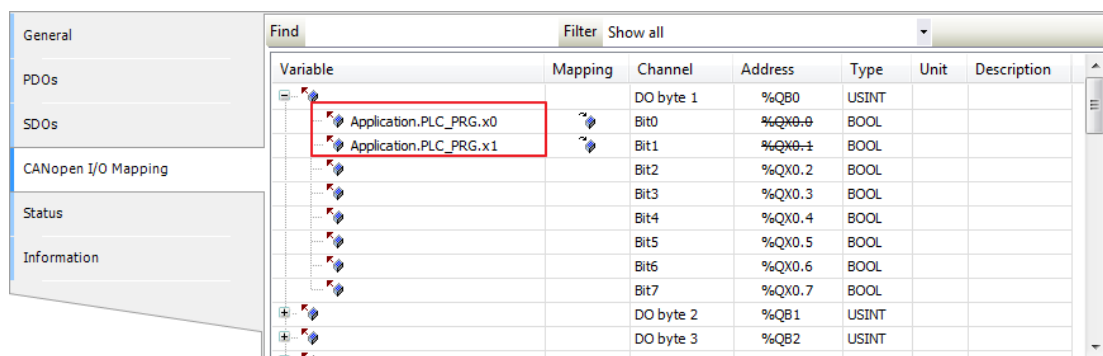 General
PDOs
SDOs
CANopen I/O Mapping
Status
Information
Find Filter Show all
Variable Mapping Channel Address Type Unit Description
DO byte 1 %QB0 USINT
Application.PLC_PRG.x0 Bit0 %QX0.0 BOOL
Application.PLC_PRG.x1 Bit1 %QX0.1 BOOL
Bit2 %QX0.2 BOOL
Bit3 %QX0.3 BOOL
Bit4 %QX0.4 BOOL
Bit5 %QX0.5 BOOL
Bit6 %QX0.6 BOOL
Bit7 %QX0.7 BOOL
DO byte 2 %QB1 USINT
DO byte 3 %QB2 USINT